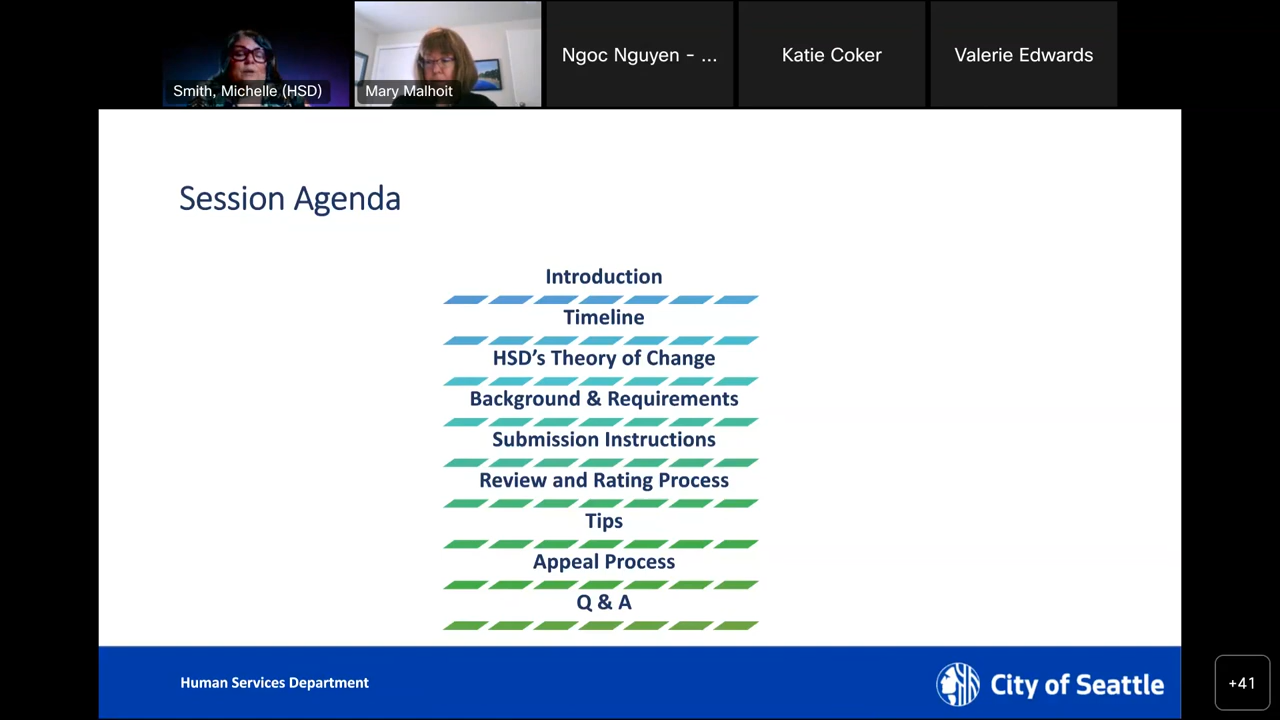 Smith, Michelle (HSD)
Mary Malhoit
Ngoc Nguyen - ...
Katie Coker
Valerie Edwards
Session Agenda
Introduction
Timeline
HSD’s Theory of Change
Background & Requirements
Submission Instructions
Review and Rating Process
Tips
Appeal Process
Q & A
Human Services Department
City of Seattle
+41